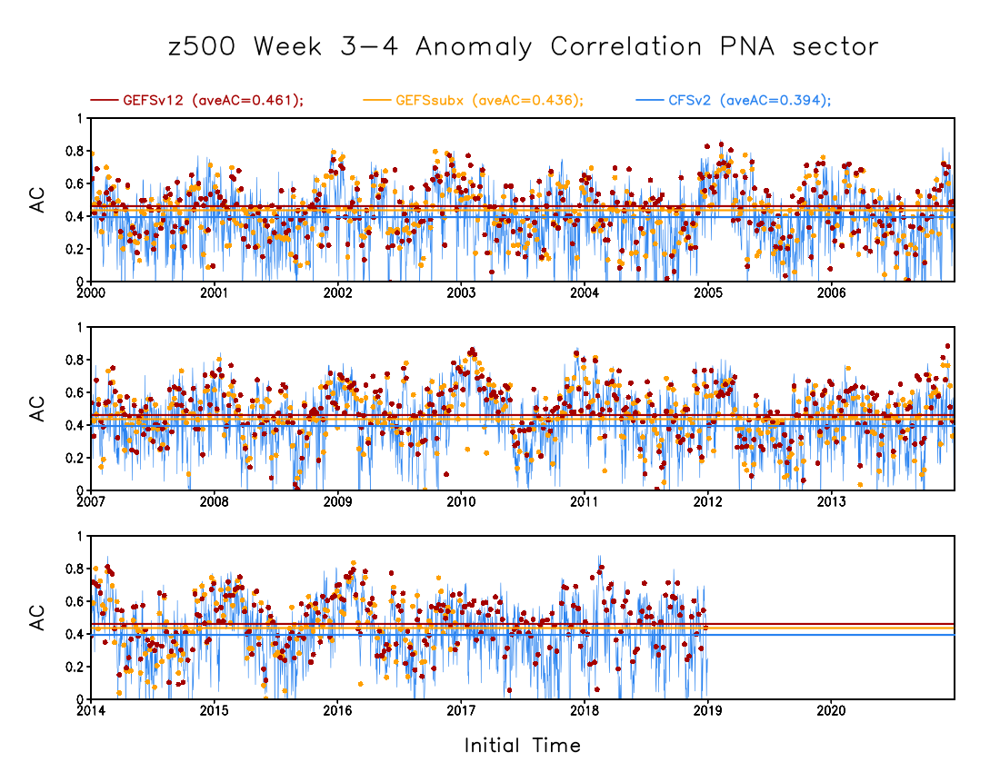 z500 Week 3-4 Anomaly Correlation PNA sector
GEFSv12 (aveAC=0.461); GEFSsubx (aveAC=0.436); CFSv2 (aveAC=0.394);
1
0.8
0.6
0.4
0.2
0
AC
2000 2001 2002 2003 2004 2005 2006
1
0.8
0.6
0.4
0.2
0
AC
2007 2008 2009 2010 2011 2012 2013
1
0.8
0.6
0.4
0.2
0
AC
2014 2015 2016 2017 2018 2019 2020
Initial Time